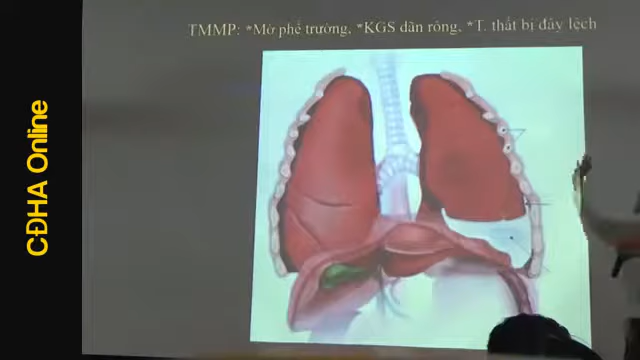 TMMP: *Mờ phế trường, *KGS dãn rộng, *T. thất bị đẩy lệch
CĐHA Online